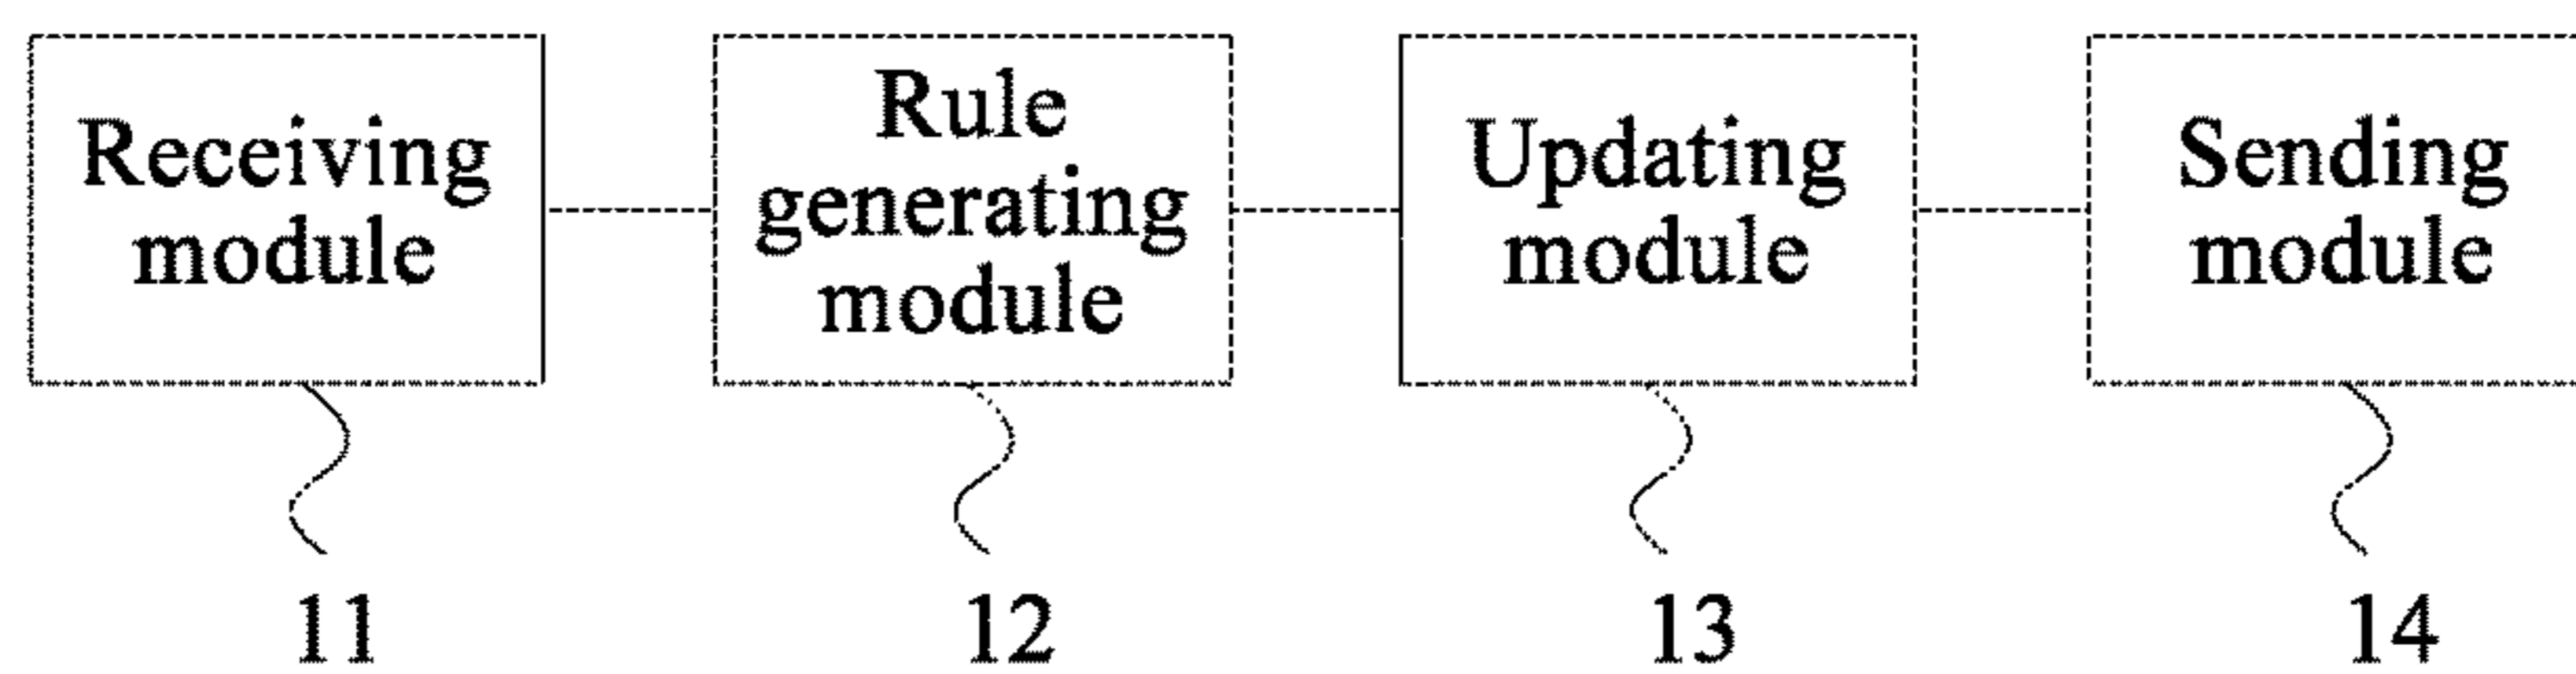 Receiving
module
Rule
generating
module
Updating
module
Sending
module
11
12
13
14